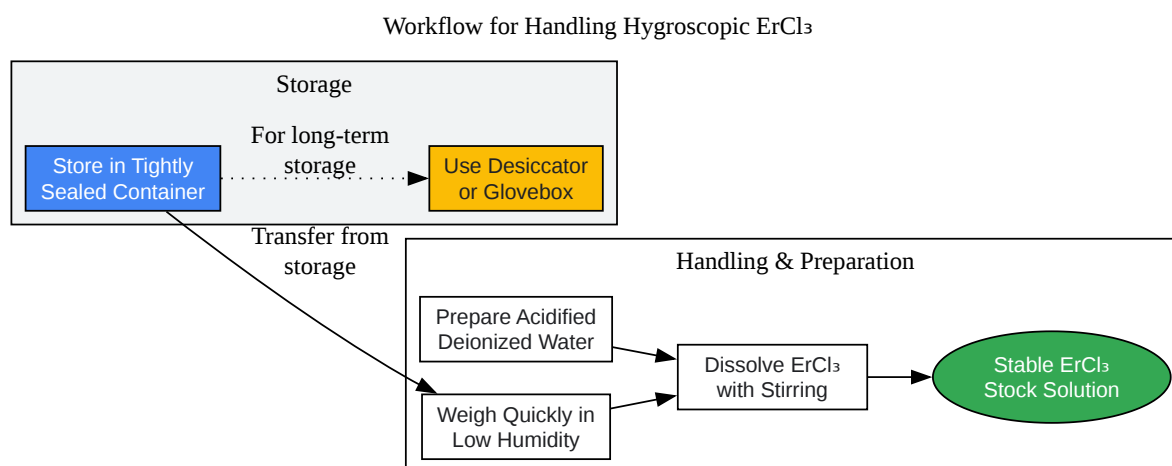 Workflow for Handling Hygroscopic ErCl₃
Storage
For long-term
storage
Store in Tightly
Sealed Container
Use Desiccator
or Glovebox
Transfer from
storage
Handling & Preparation
Prepare Acidified
Deionized Water
Dissolve ErCl₃
with Stirring
Stable ErCl₃
Stock Solution
Weigh Quickly in
Low Humidity